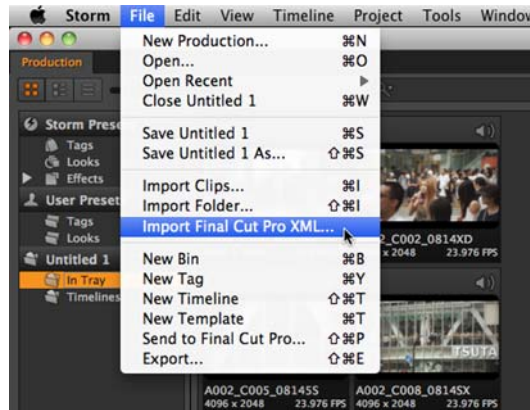 Storm File Edit View Timeline Project Tools Window
Production
New Production... ⌘N
Open... ⌘O
Open Recent
Close Untitled 1 ⌘W
Save Untitled 1 ⌘S
Save Untitled 1 As... ⇧⌘S
Import Clips... ⌘I
Import Folder... ⇧⌘I
Import Final Cut Pro XML...
New Bin ⌘B
New Tag ⌘Y
New Timeline ⇧⌘T
New Template ⌘T
Send to Final Cut Pro... ⇧⌘P
Export... ⇧⌘E
Storm Prese
Tags
Looks
Effects
User Preset
Tags
Looks
Untitled 1
In Tray
Timelines
2_C002_0814XD
x 2048 23.976 FPS
TSUTA
A002_C005_0814SS
4096 x 2048 23.976 FPS
A002_C008_0814SX
4096 x 2048 23.976 FPS